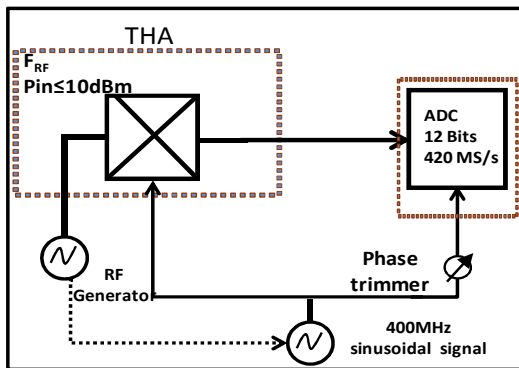 THA
F_RF
Pin≤10dBm
ADC
12 Bits
420 MS/s
RF
Generator
Phase
trimmer
400MHz
sinusoidal signal